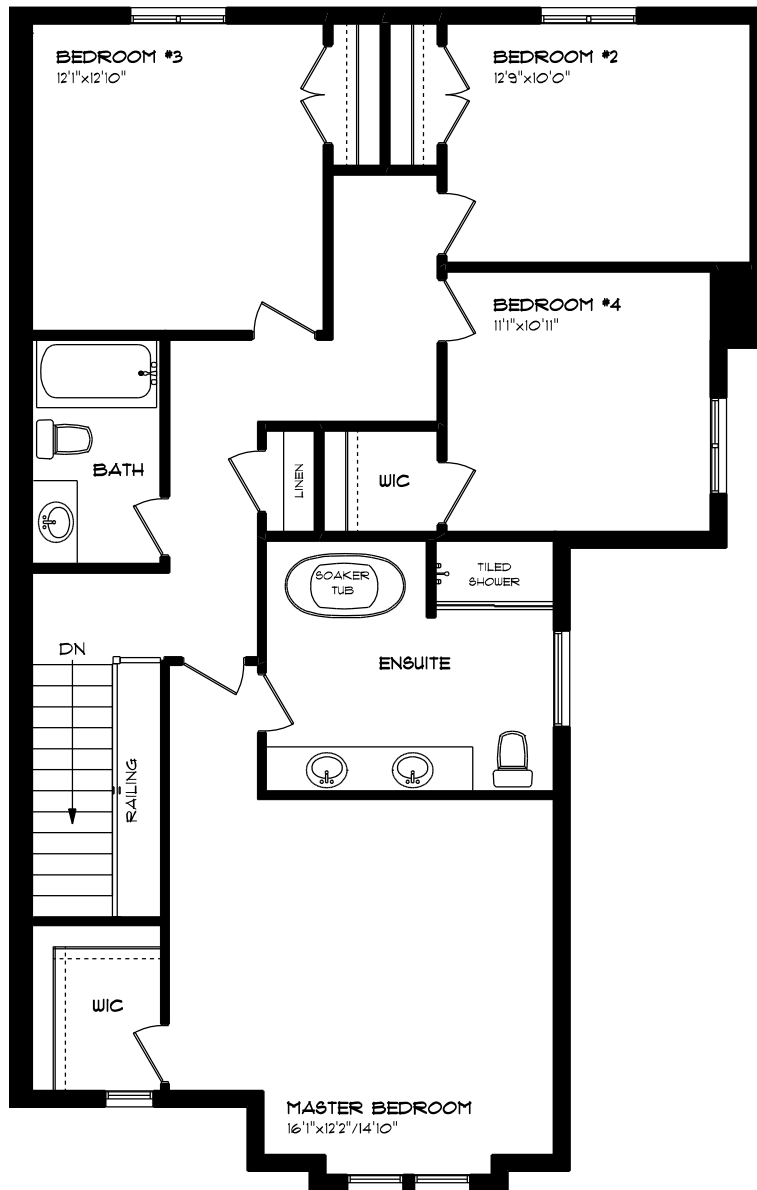 BEDROOM #3
12'1"x12'10"
BEDROOM #2
12'9"x10'0"
BEDROOM #4
11'1"x10'11"
BATH
LINEN
WIC
SOAKER
TUB
TILED
SHOWER
ENSUITE
DN
RAILING
WIC
MASTER BEDROOM
16'1"x12'2"/14'10"